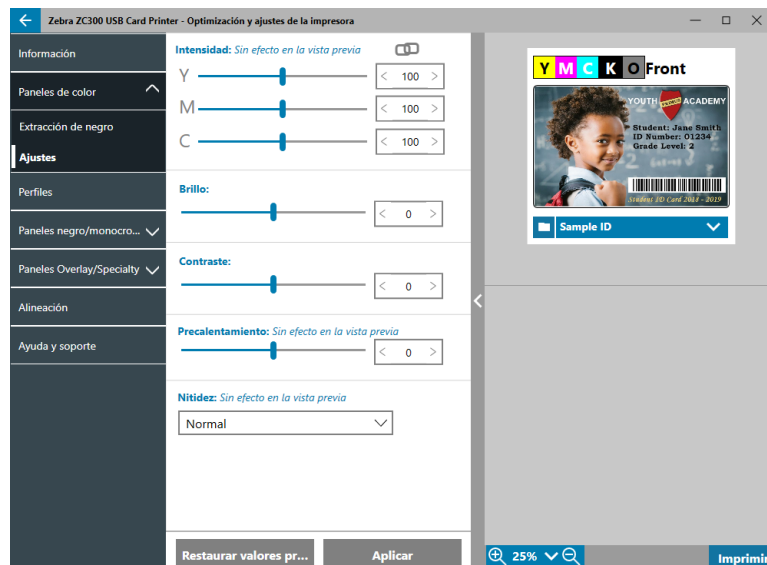 Zebra ZC300 USB Card Printer - Optimización y ajustes de la impresora
Información
Paneles de color
Extracción de negro
Ajustes
Perfiles
Paneles negro/monocro...
Paneles Overlay/Specialty
Alineación
Ayuda y soporte
Intensidad: Sin efecto en la vista previa
Y
100
M
100
C
100
Brillo:
0
Contraste:
0
Precalentamiento: Sin efecto en la vista previa
0
Nitidez: Sin efecto en la vista previa
Normal
Restaurar valores pr...
Aplicar
Y M C K O Front
YOUTH ACADEMY
Student: Jane Smith
ID Number: 01234
Grade Level: 2
Student ID Card 2018 - 2019
Sample ID
25%
Imprimir